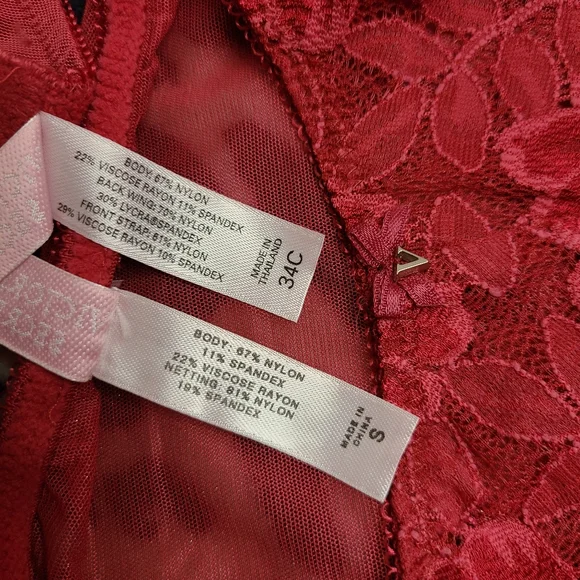 BODY: 67% NYLON
22% VISCOSE RAYON 11% SPANDEX
BACK WING: 70% NYLON
30% LYCRA®SPANDEX
FRONT STRAP: 61% NYLON
29% VISCOSE RAYON 10% SPANDEX
MADE IN
THAILAND
34C
V
BODY: 67% NYLON
11% SPANDEX
22% VISCOSE RAYON
NETTING: 81% NYLON
19% SPANDEX
MADE IN
CHINA
S